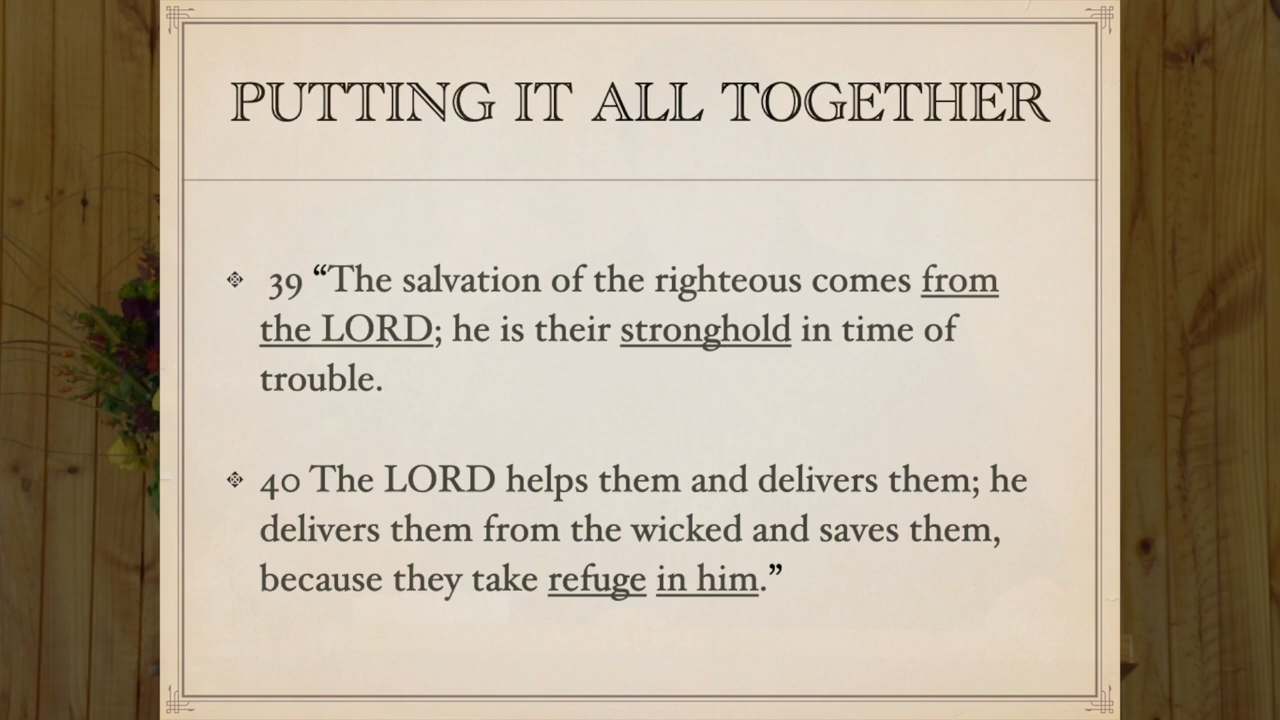 PUTTING IT ALL TOGETHER
39 “The salvation of the righteous comes from
the LORD; he is their stronghold in time of
trouble.
40 The LORD helps them and delivers them; he
delivers them from the wicked and saves them,
because they take refuge in him.”